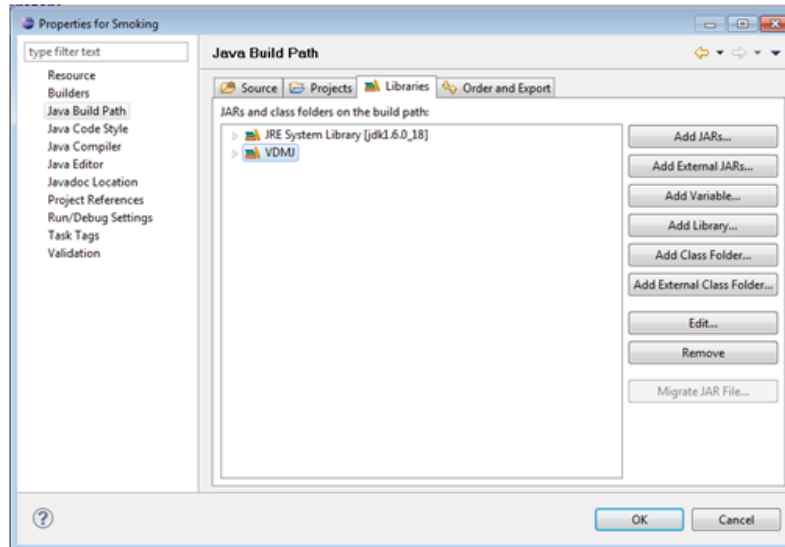 Properties for Smoking
type filter text
Resource
Builders
Java Build Path
Java Code Style
Java Compiler
Java Editor
Javadoc Location
Project References
Run/Debug Settings
Task Tags
Validation
Java Build Path
Source Projects Libraries Order and Export
JARs and class folders on the build path:
JRE System Library [jdk1.6.0_18]
VDMJ
Add JARs...
Add External JARs...
Add Variable...
Add Library...
Add Class Folder...
Add External Class Folder...
Edit...
Remove
Migrate JAR File...
OK Cancel